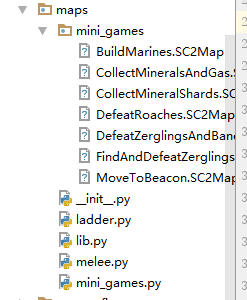 maps
mini_games
BuildMarines.SC2Map
CollectMineralsAndGas.
CollectMineralShards.SC
DefeatRoaches.SC2Map
DefeatZerglingsAndBane
FindAndDefeatZerglings
MoveToBeacon.SC2Map
__init__.py
ladder.py
lib.py
melee.py
mini_games.py